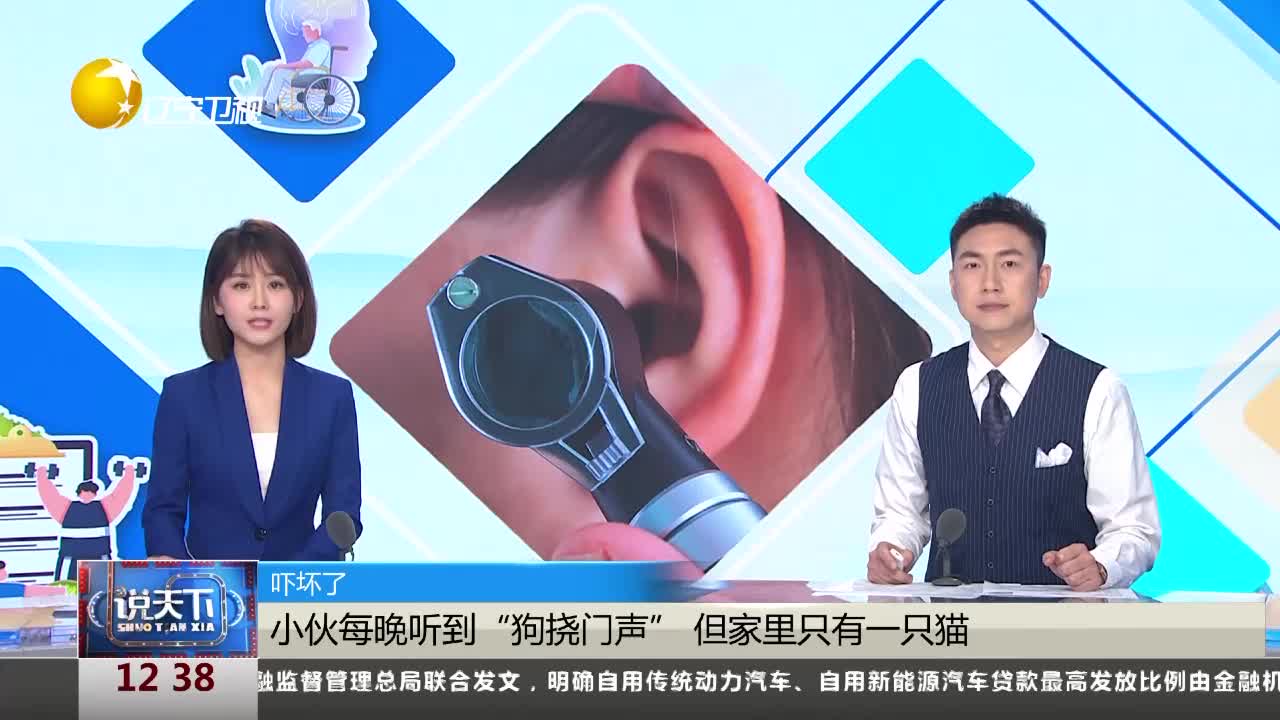 辽宁卫视
吓坏了
说天下
SHUO TIAN XIA
小伙每晚听到“狗挠门声” 但家里只有一只猫
12 38
融监督管理总局联合发文，明确自用传统动力汽车、自用新能源汽车贷款最高发放比例由金融机